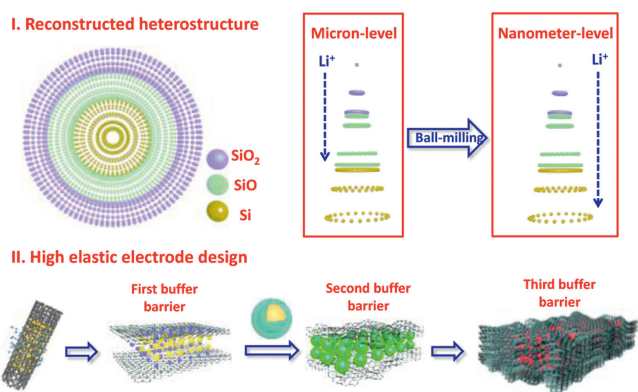 I. Reconstructed heterostructure
SiO₂
SiO
Si
Micron-level
Li⁺
Ball-milling
Nanometer-level
Li⁺
II. High elastic electrode design
First buffer
barrier
Second buffer
barrier
Third buffer
barrier